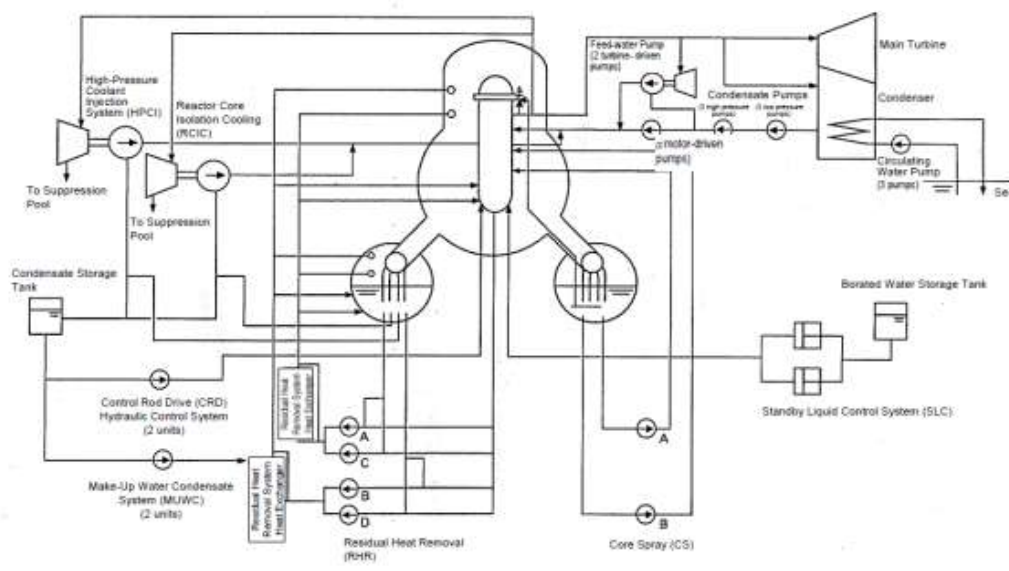 High-Pressure
Coolant
Injection
System (HPCI)
Reactor Core
Isolation Cooling
(RCIC)
To Suppression
Pool
To Suppression
Pool
Feed-water Pump
(2 turbine- driven
pumps)
Condensate Pumps
pumps)
pumps)
motor-driven
pumps)
Main Turbine
Condenser
Circulating
Water Pump
(3 pumps)
Se
Condensate Storage
Tank
Borated Water Storage Tank
Standby Liquid Control System (SLC)
Control Rod Drive (CRD)
Hydraulic Control System
(2 units)
Make-Up Water Condensate
System (MUWC)
(2 units)
Residual Heat
Removal System
Heat Exchanger
Residual Heat
Removal System
Heat Exchanger
A
C
B
D
Residual Heat Removal
(RHR)
A
B
Core Spray (CS)